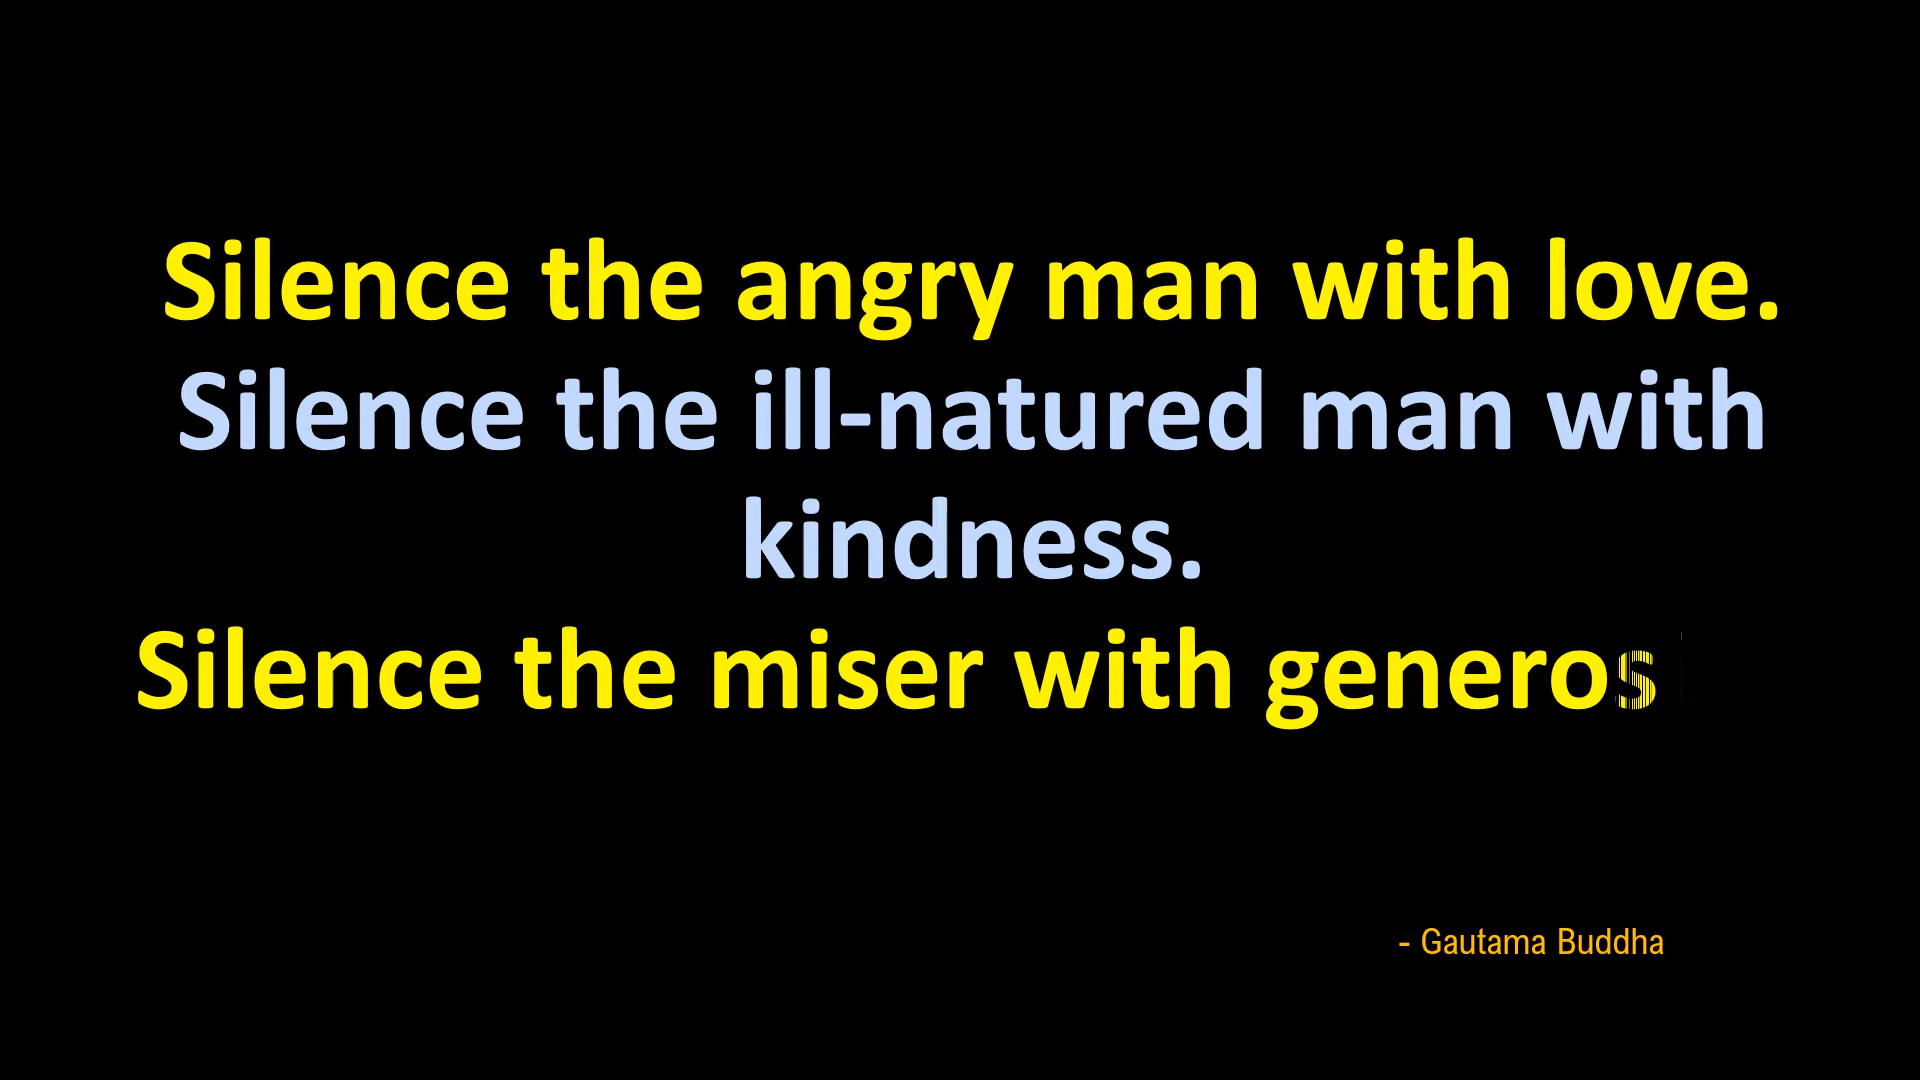 Silence the angry man with love.
Silence the ill-natured man with
kindness.
Silence the miser with generos
- Gautama Buddha